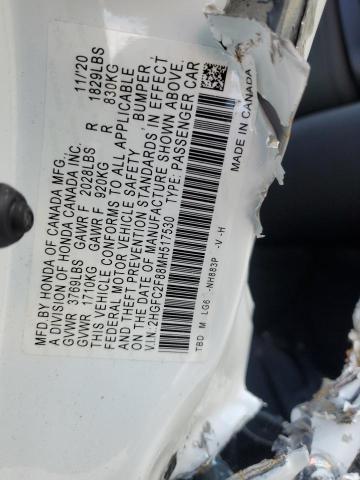 MFD. BY HONDA OF CANADA MFG., 11/20
A DIVISION OF HONDA CANADA INC.
GVWR 3769LBS GAWR F 2028LBS R 1829LBS
GVWR 1710KG GAWR F 920KG R 830KG
THIS VEHICLE CONFORMS TO ALL APPLICABLE
FEDERAL MOTOR VEHICLE SAFETY, BUMPER,
AND THEFT PREVENTION STANDARDS IN EFFECT
ON THE DATE OF MANUFACTURE SHOWN ABOVE.
V.I.N: 2HGFC2F88MH517530 TYPE: PASSENGER CAR
TBD M LG6 -NH883P -V -H
MADE IN CANADA